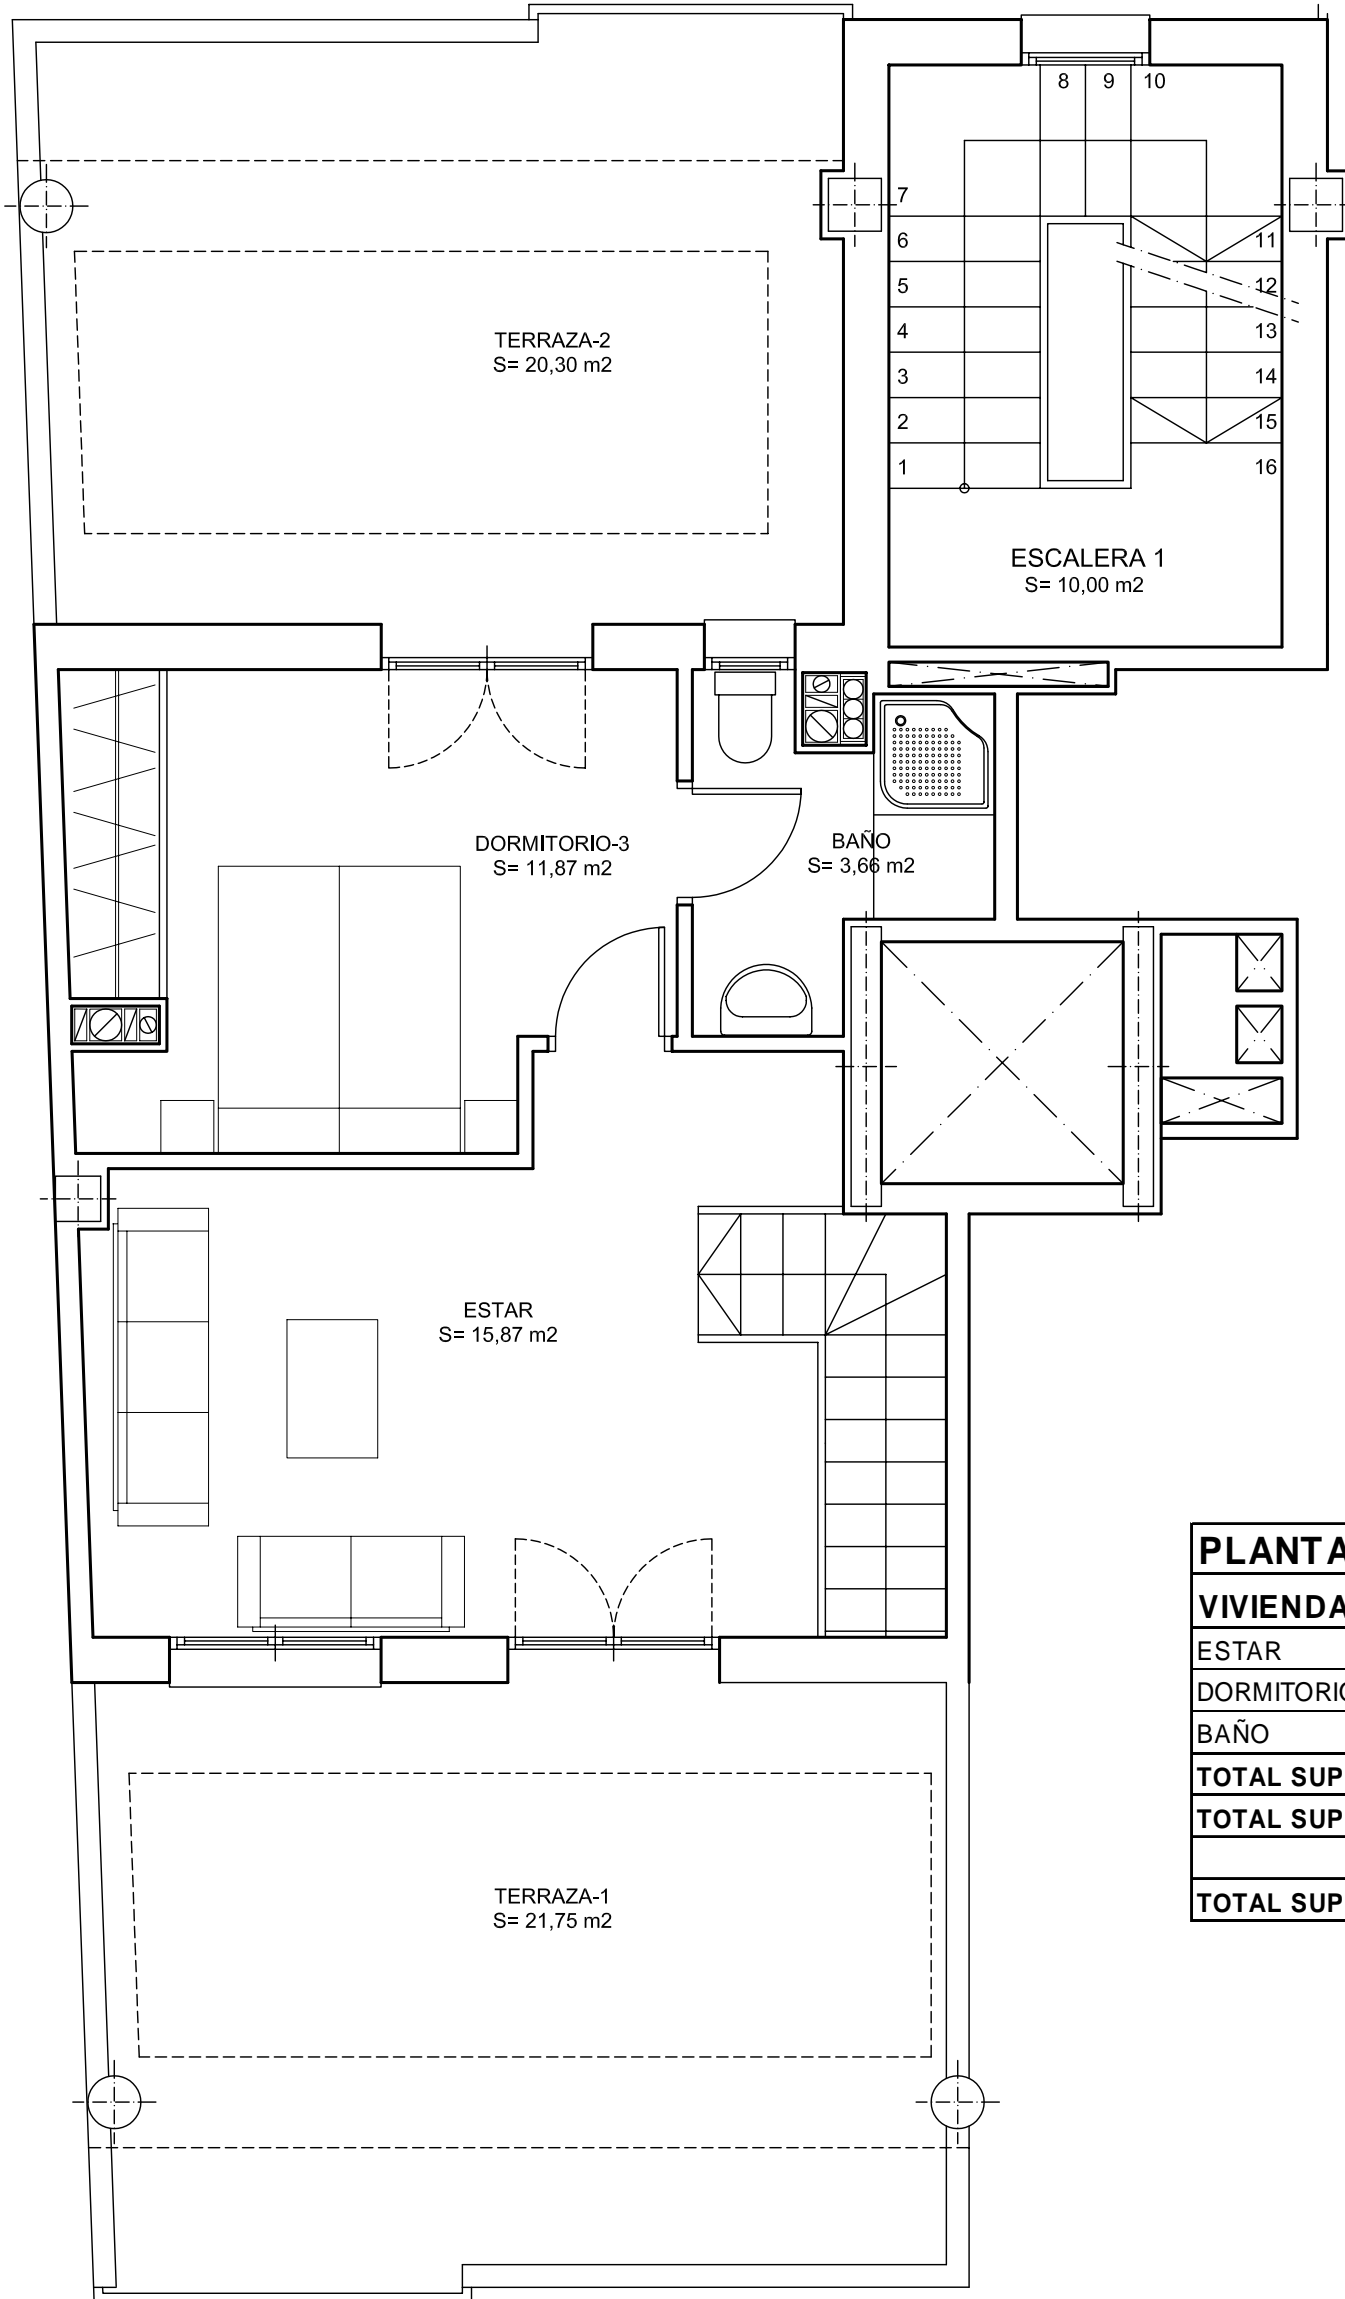 8 9 10
7
6 11
5 12
4 13
3 14
2 15
1 16
TERRAZA-2
S= 20,30 m2
ESCALERA 1
S= 10,00 m2
DORMITORIO-3
S= 11,87 m2
BAÑO
S= 3,66 m2
ESTAR
S= 15,87 m2
PLANTA
VIVIENDA
ESTAR
DORMITORIO
BAÑO
TOTAL SUP
TOTAL SUP
TOTAL SUP
TERRAZA-1
S= 21,75 m2